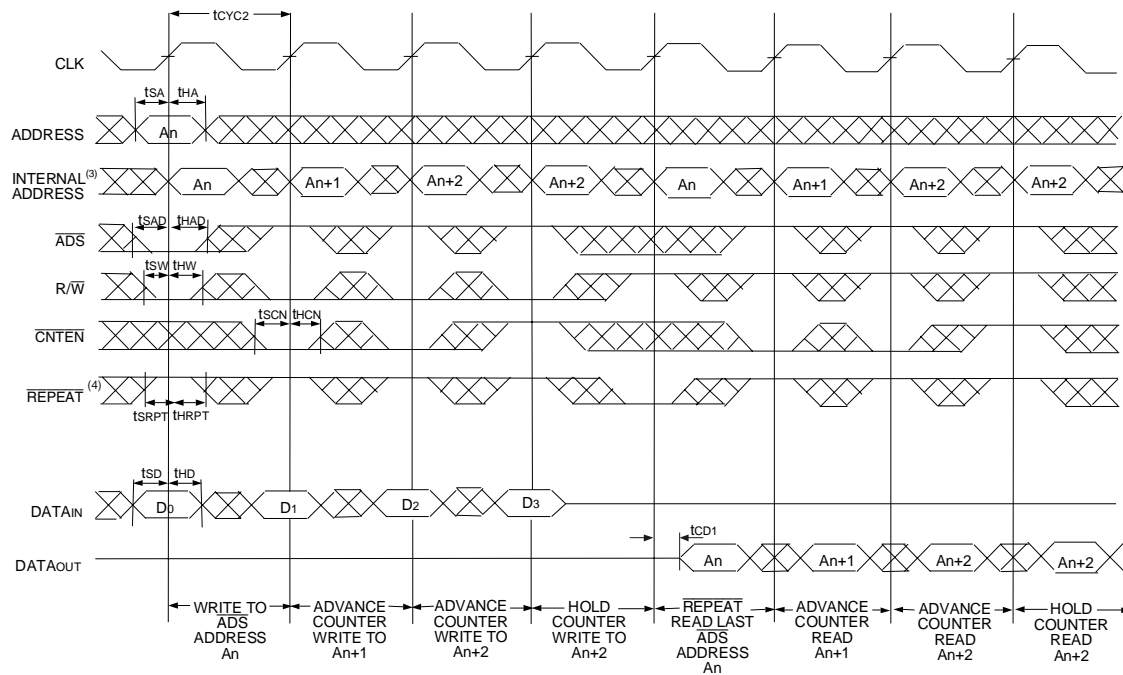 tCYC2
CLK
tSA tHA
ADDRESS
An
INTERNAL(3)
ADDRESS
An An+1 An+2 An+2 An An+1 An+2 An+2
tSAD tHAD
ADS
tSW tHW
R/W
tSCN tHCN
CNTEN
REPEAT (4)
tSRPT tHRPT
tSD tHD
DATAIN
D0 D1 D2 D3
tCD1
DATAOUT
An An+1 An+2 An+2
WRITE TO
ADS
ADDRESS
An
ADVANCE
COUNTER
WRITE TO
An+1
ADVANCE
COUNTER
WRITE TO
An+2
HOLD
COUNTER
WRITE TO
An+2
REPEAT
READ LAST
ADS
ADDRESS
An
ADVANCE
COUNTER
READ
An+1
ADVANCE
COUNTER
READ
An+2
HOLD
COUNTER
READ
An+2